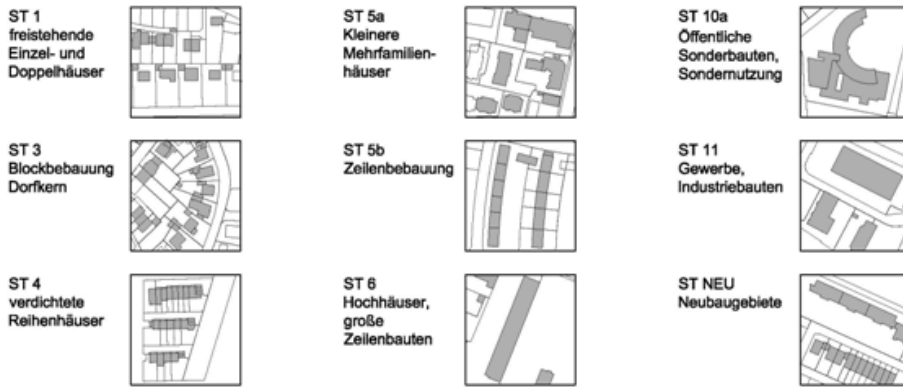 ST 1
freistehende
Einzel- und
Doppelhäuser
ST 5a
Kleinere
Mehrfamilien-
häuser
ST 10a
Öffentliche
Sonderbauten,
Sondernutzung
ST 3
Blockbebauung
Dorfkern
ST 5b
Zeilenbebauung
ST 11
Gewerbe,
Industriebauten
ST 4
verdichtete
Reihenhäuser
ST 6
Hochhäuser,
große
Zeilenbauten
ST NEU
Neubaugebiete